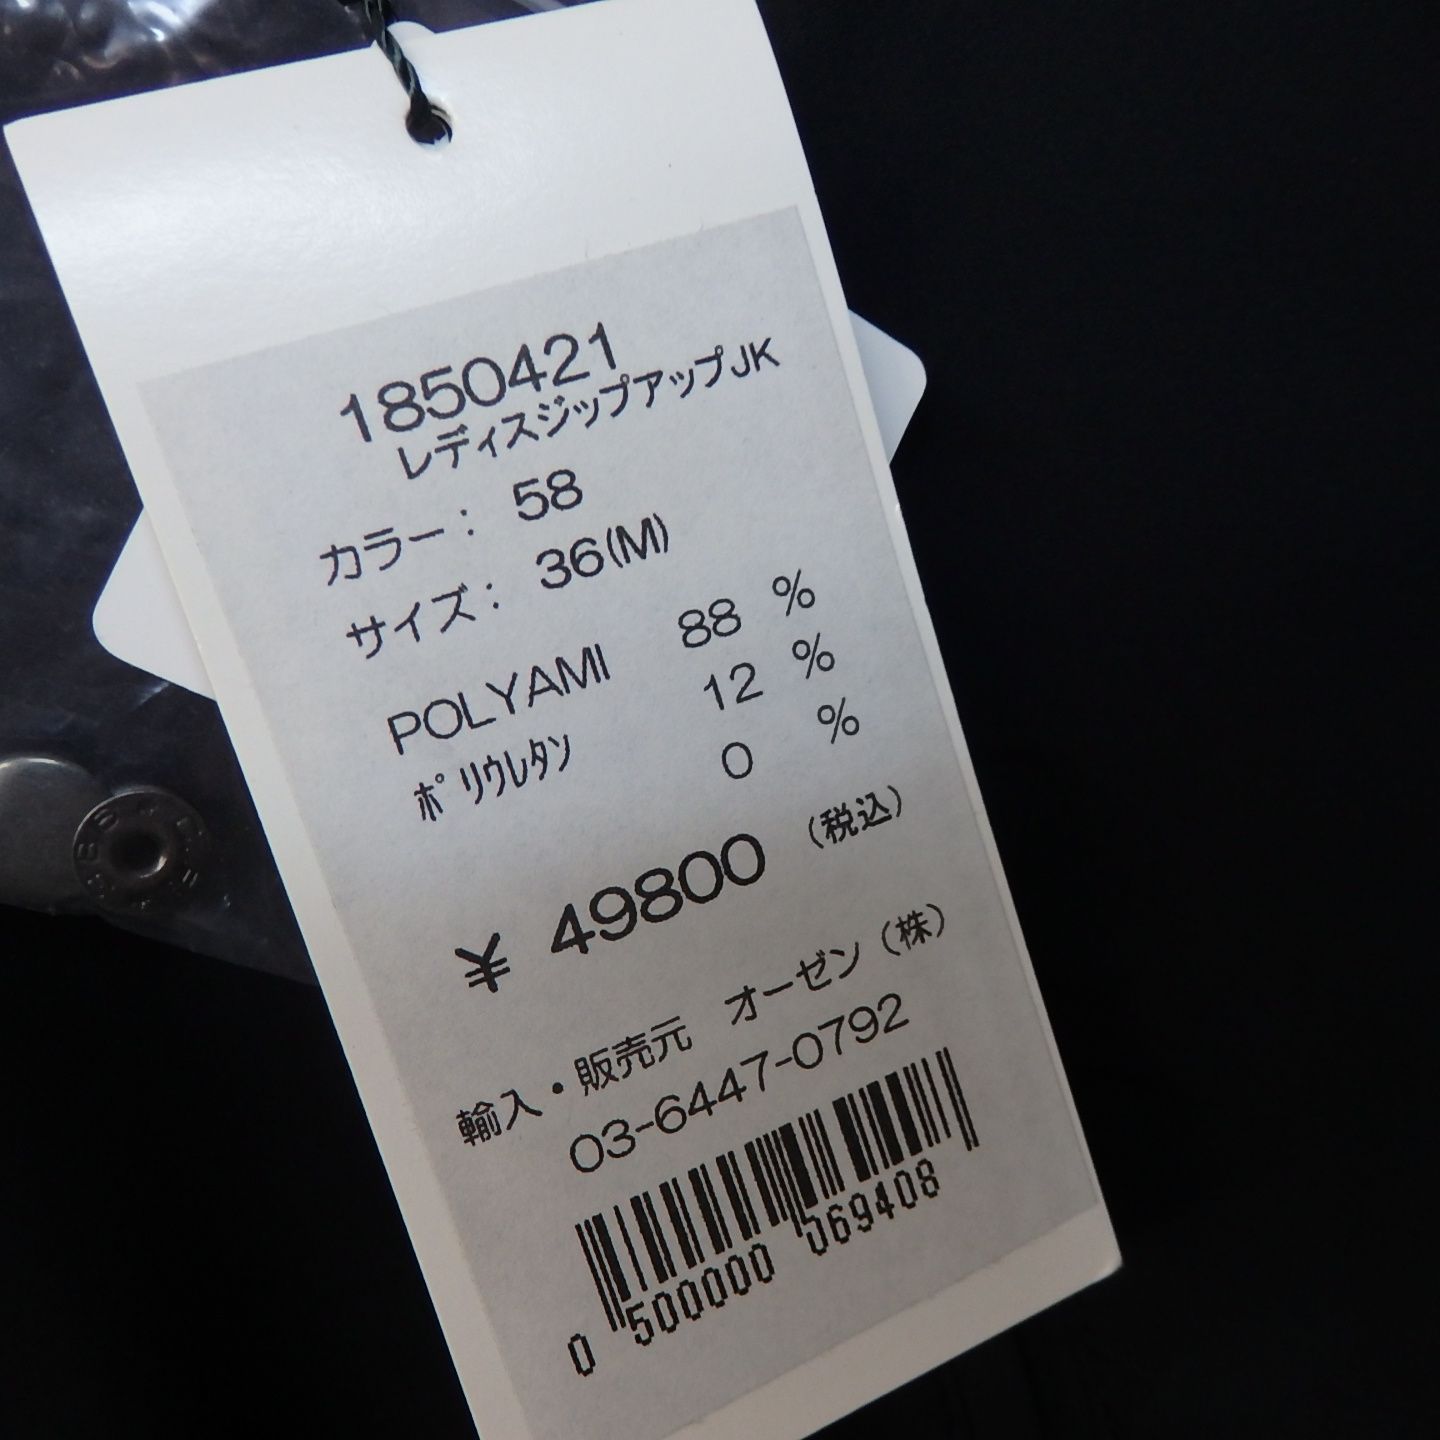 1850421
レディスジップアップJK
カラー： 58
サイズ： 36(M)
POLYAMI 88 %
ﾎﾟﾘｳﾚﾀﾝ 12 %
0 %
¥ 49800 (税込)
輸入・販売元 オーゼン（株）
03-6447-0792
0 500000 569408